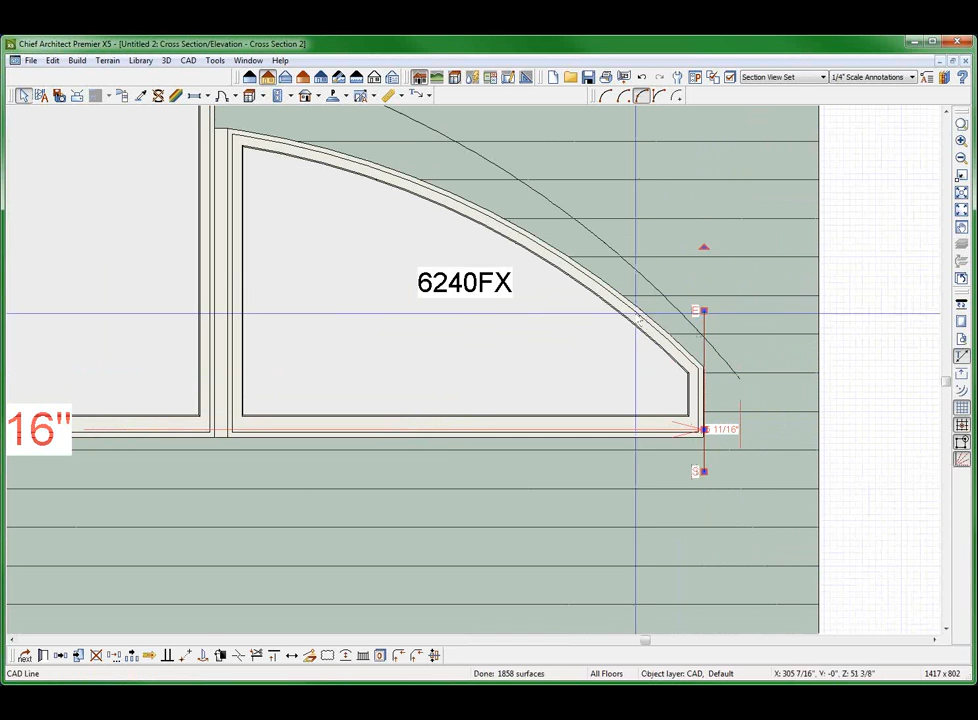 Chief Architect Premier X5 - [Untitled 2: Cross Section/Elevation - Cross Section 2]
File Edit Build Terrain Library 3D CAD Tools Window Help
Section View Set 1/4" Scale Annotations
6240FX
E
16"
11/16"
S
next
CAD Line Done: 1858 surfaces All Floors Object layer: CAD, Default X: 305 7/16", Y: -0", Z: 51 3/8" 1417 x 802